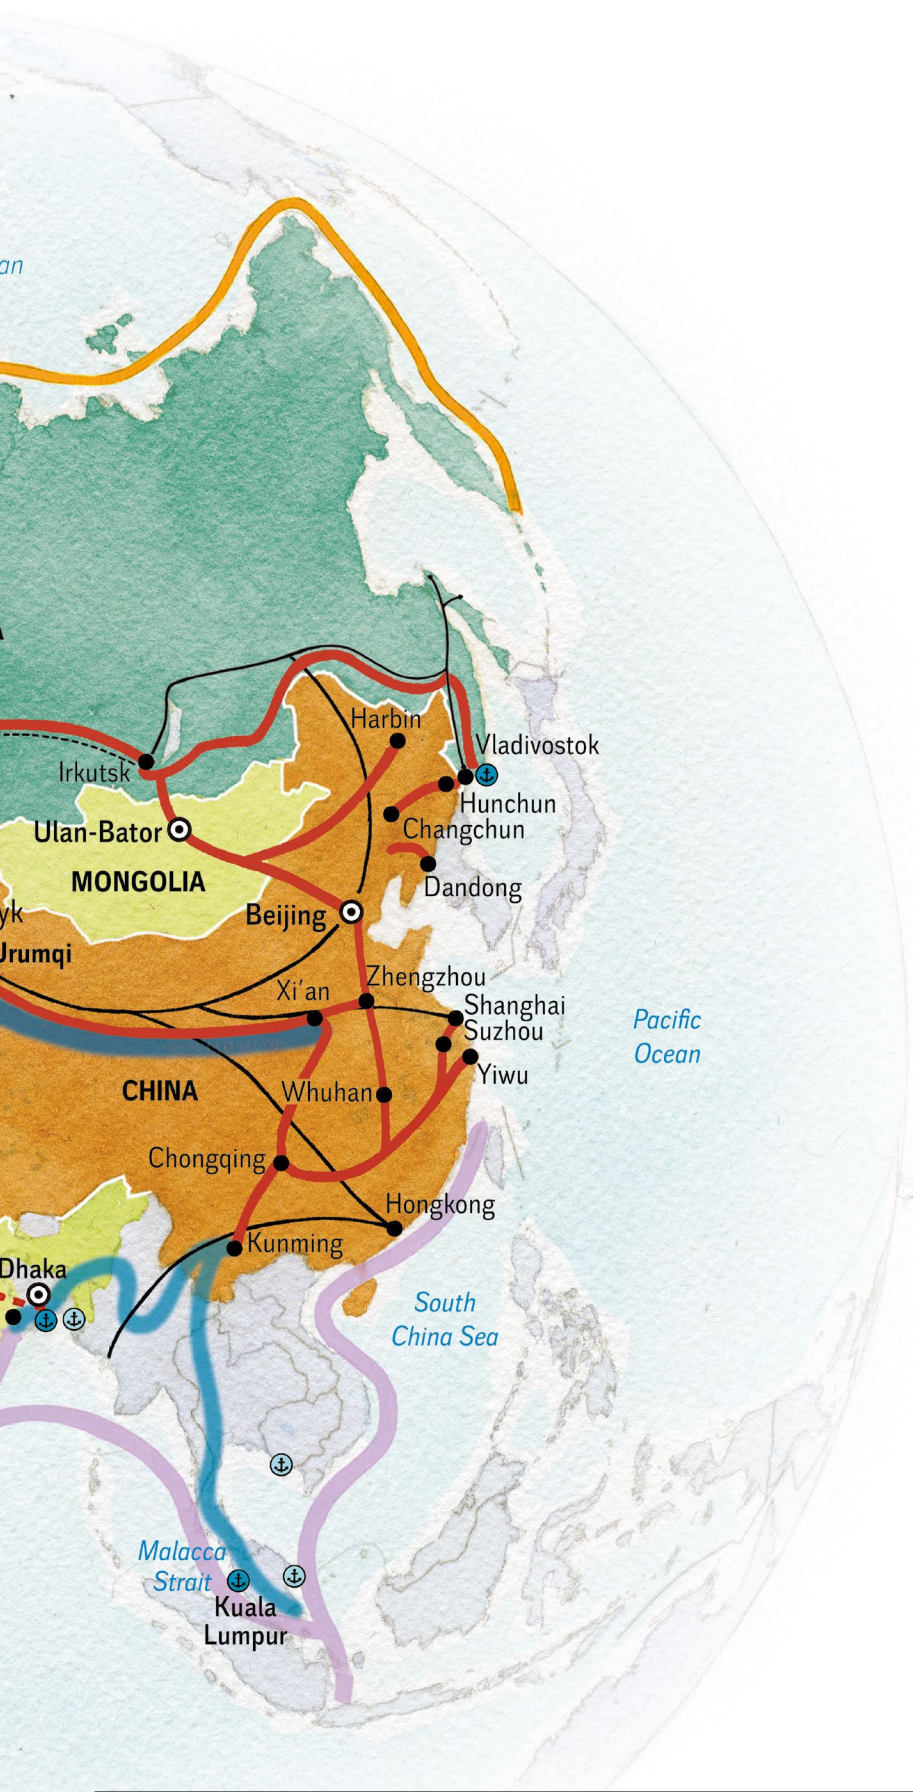 an
Harbin
Vladivostok
Irkutsk
Hunchun
Ulan-Bator
Changchun
MONGOLIA
Dandong
yk
Beijing
Urumqi
Zhengzhou
Xi'an
Shanghai
Suzhou
Pacific
Ocean
Yiwu
CHINA
Whuhan
Chongqing
Hongkong
Kunming
Dhaka
South
China Sea
Malacca
Strait
Kuala
Lumpur